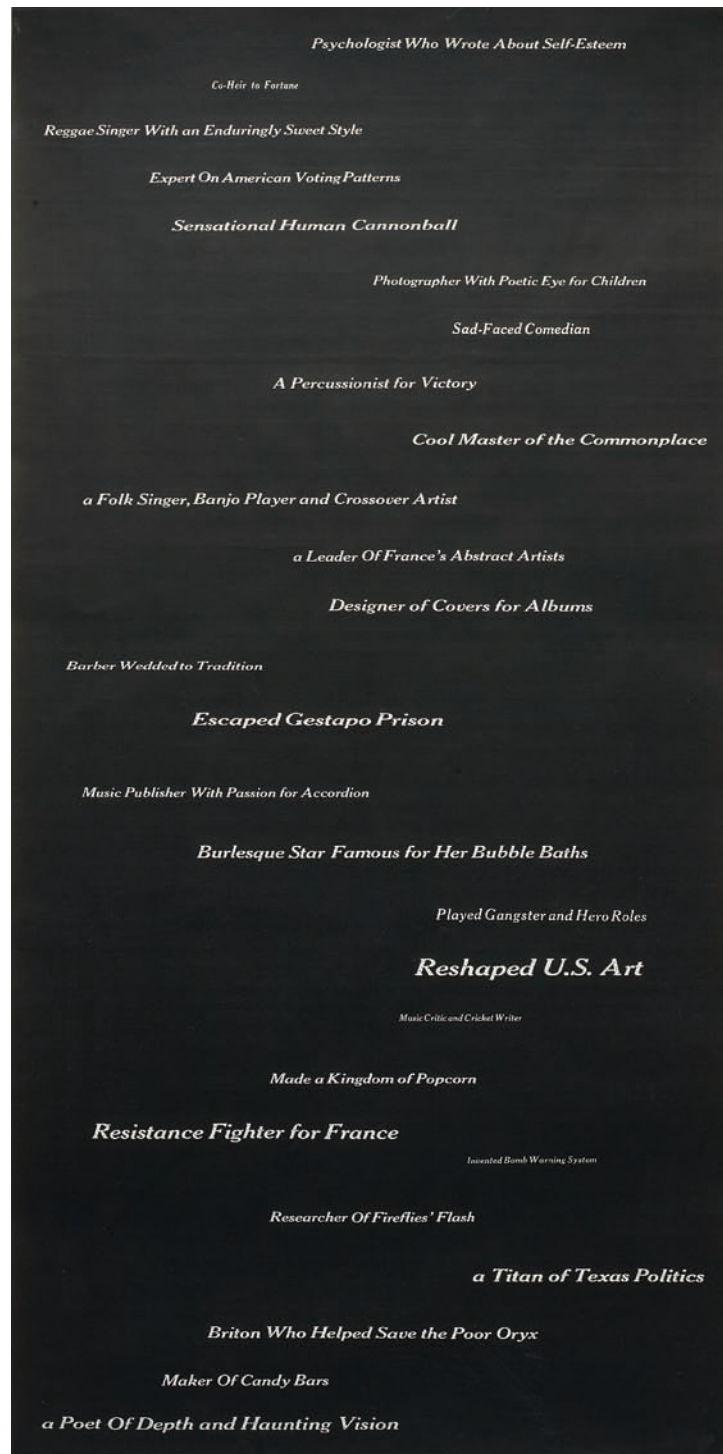 Psychologist Who Wrote About Self-Esteem
Co-Heir to Fortune
Reggae Singer With an Enduringly Sweet Style
Expert On American Voting Patterns
Sensational Human Cannonball
Photographer With Poetic Eye for Children
Sad-Faced Comedian
A Percussionist for Victory
Cool Master of the Commonplace
a Folk Singer, Banjo Player and Crossover Artist
a Leader Of France's Abstract Artists
Designer of Covers for Albums
Barber Wedded to Tradition
Escaped Gestapo Prison
Music Publisher With Passion for Accordion
Burlesque Star Famous for Her Bubble Baths
Played Gangster and Hero Roles
Reshaped U.S. Art
Music Critic and Cricket Writer
Made a Kingdom of Popcorn
Resistance Fighter for France
Invented Bomb Warning System
Researcher Of Fireflies' Flash
a Titan of Texas Politics
Briton Who Helped Save the Poor Oryx
Maker Of Candy Bars
a Poet Of Depth and Haunting Vision